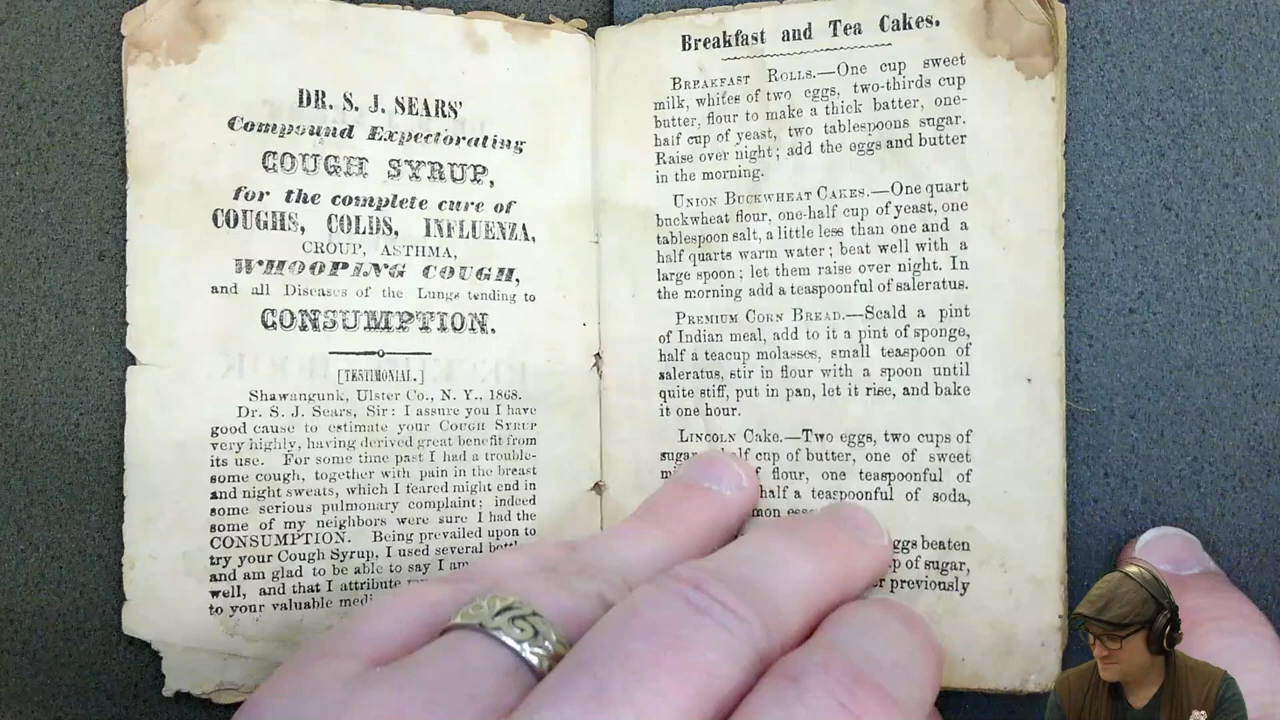 DR. S. J. SEARS'
Compound Expectorating
COUGH SYRUP,
for the complete cure of
COUGHS, COLDS, INFLUENZA,
CROUP, ASTHMA,
WHOOPING COUGH,
and all Diseases of the Lungs tending to
CONSUMPTION.
[TESTIMONIAL.]
Shawangunk, Ulster Co., N. Y., 1868.
Dr. S. J. Sears, Sir: I assure you I have
good cause to estimate your COUGH SYRUP
very highly, having derived great benefit from
its use. For some time past I had a trouble-
some cough, together with pain in the breast
and night sweats, which I feared might end in
some serious pulmonary complaint; indeed
some of my neighbors were sure I had the
CONSUMPTION. Being prevailed upon to
try your Cough Syrup, I used several
and am glad to be able to say I am
well, and that I attribute
to your valuable
Breakfast and Tea Cakes.
BREAKFAST ROLLS.—One cup sweet
milk, whites of two eggs, two-thirds cup
butter, flour to make a thick batter, one-
half cup of yeast, two tablespoons sugar.
Raise over night; add the eggs and butter
in the morning.
UNION BUCKWHEAT CAKES.—One quart
buckwheat flour, one-half cup of yeast, one
tablespoon salt, a little less than one and a
half quarts warm water; beat well with a
large spoon; let them raise over night. In
the morning add a teaspoonful of saleratus.
PREMIUM CORN BREAD.—Scald a pint
of Indian meal, add to it a pint of sponge,
half a teacup molasses, small teaspoon of
saleratus, stir in flour with a spoon until
quite stiff, put in pan, let it rise, and bake
it one hour.
LINCOLN Cake.—Two eggs, two cups of
cup of butter, one of sweet
flour, one teaspoonful of
half a teaspoonful of soda,
beaten
of sugar,
previously